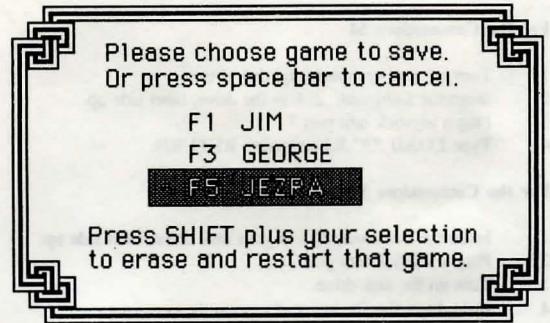 Please choose game to save.
Or press space bar to cancel.
F1 JIM
F3 GEORGE
F5 JEZRA
Press SHIFT plus your selection
to erase and restart that game.